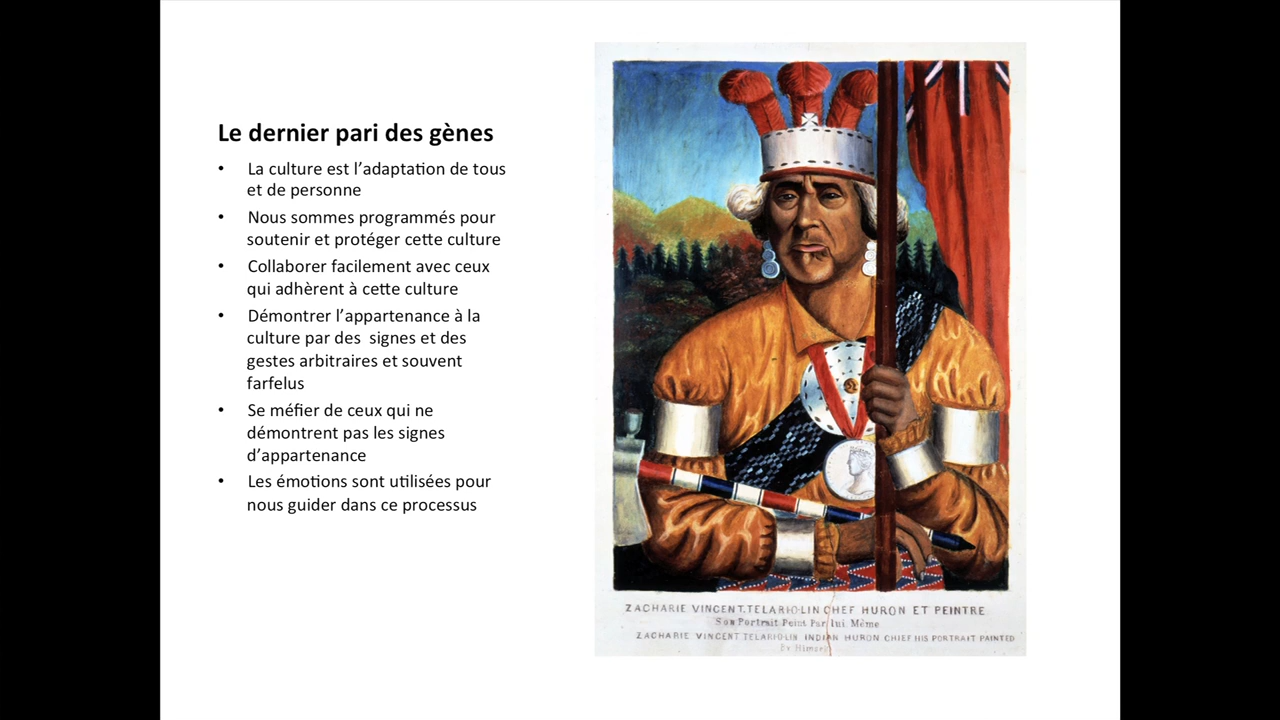 Le dernier pari des gènes
• La culture est l’adaptation de tous
et de personne
• Nous sommes programmés pour
soutenir et protéger cette culture
• Collaborer facilement avec ceux
qui adhèrent à cette culture
• Démontrer l’appartenance à la
culture par des  signes et des
gestes arbitraires et souvent
farfelus
• Se méfier de ceux qui ne
démontrent pas les signes
d’appartenance
• Les émotions sont utilisées pour
nous guider dans ce processus
ZACHARIE VINCENT.TELARIO-LIN CHEF HURON ET PEINTRE
Son Portrait Peint Par lui Même
ZACHARIE VINCENT TELARIO-LIN INDIAN HURON CHIEF HIS PORTRAIT PAINTED
By Himself